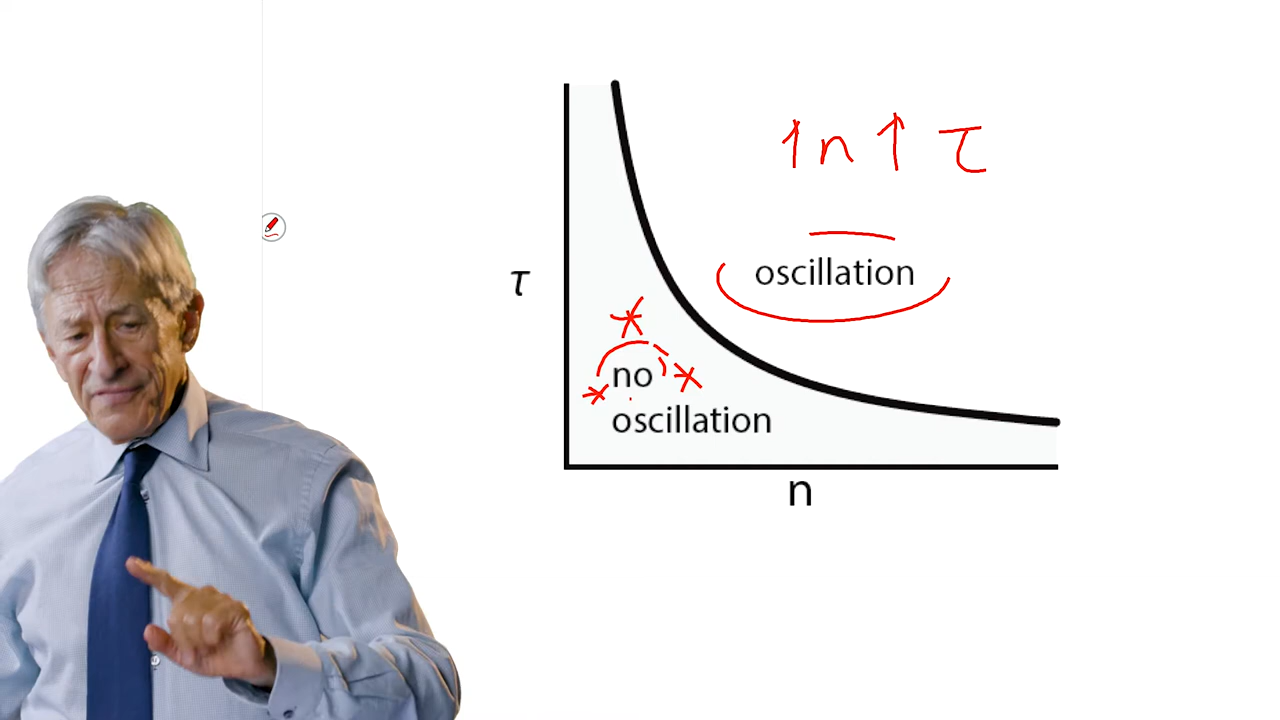 ↑n ↑ τ
oscillation
τ
no
oscillation
n